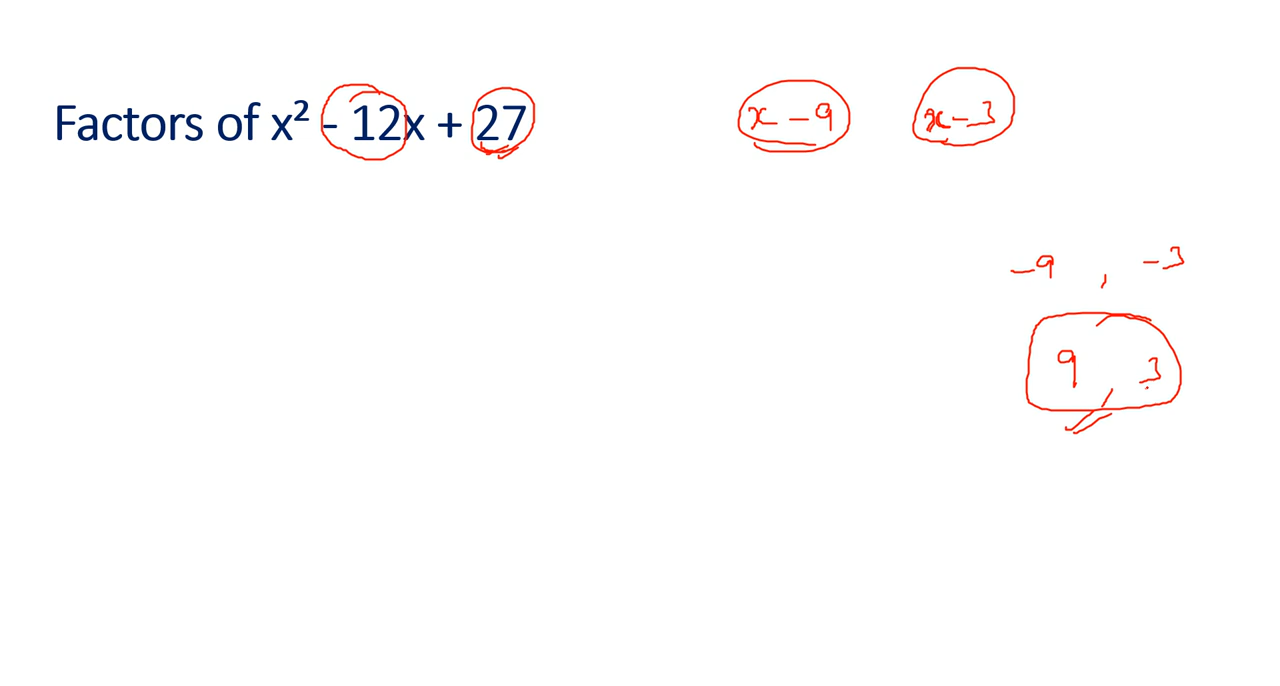 Factors of x² - 12x + 27
x - 9 x - 3
-9 , -3
9 , 3